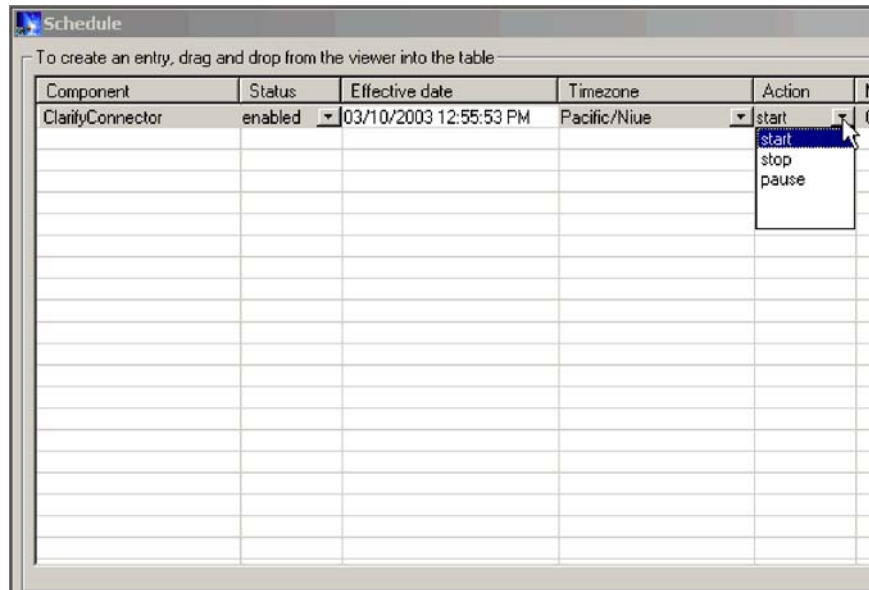 Schedule
To create an entry, drag and drop from the viewer into the table
Component Status Effective date Timezone Action
ClarifyConnector enabled 03/10/2003 12:55:53 PM Pacific/Niue start
start
stop
pause